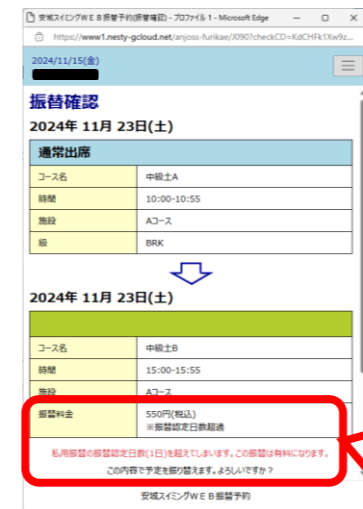 安城スイミングWEB振替予約(振替確認) - プロファイル 1 - Microsoft Edge
https://www1.nesty-gcloud.net/anjoss-furikae/J090?checkCD=KdCHFk1Xw9z...
2024/11/15(金)
振替確認
2024年 11月 23日(土)
通常出席
コース名 中級土A
時間 10:00-10:55
施設 Aコース
級 BRK
2024年 11月 23日(土)
コース名 中級土B
時間 15:00-15:55
施設 Aコース
振替料金 550円(税込)
※振替認定日数超過
私用振替の振替認定日数(1日)を超えてしまいます。この振替は有料になります。
この内容で予定を振り替えます。よろしいですか?
安城スイミングWEB振替予約